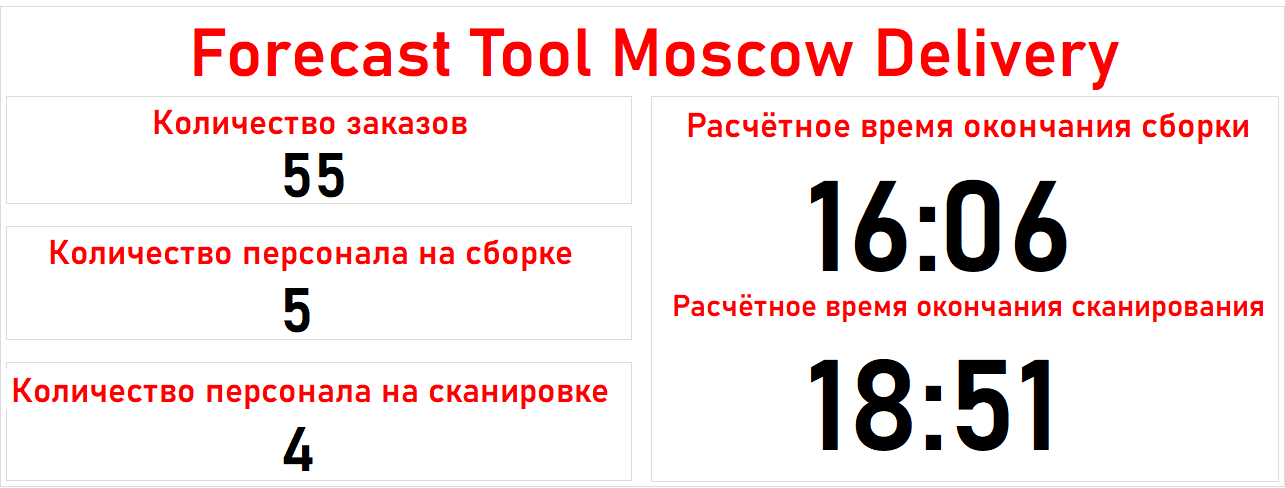 Forecast Tool Moscow Delivery
Количество заказов
55
Количество персонала на сборке
5
Количество персонала на сканировке
4
Расчётное время окончания сборки
16:06
Расчётное время окончания сканирования
18:51